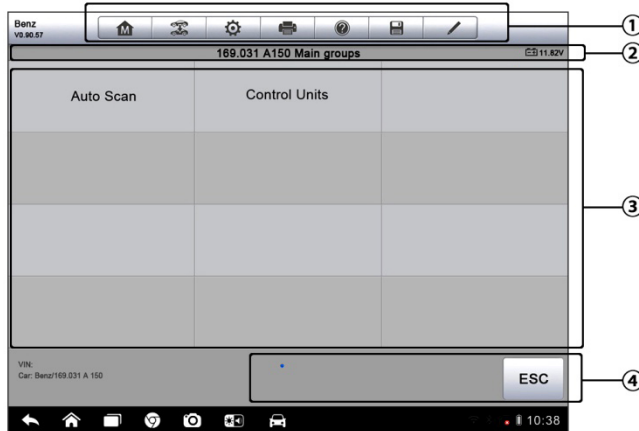 Benz
V0.90.57
M
①
169.031 A150 Main groups
11.82V
②
Auto Scan
Control Units
③
VIN:
Car: Benz/169.031 A 150
ESC
④
10:38